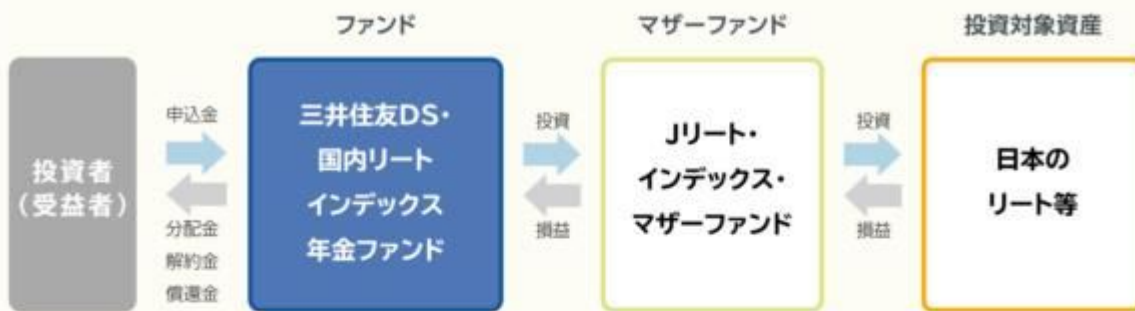 ファンド
マザーファンド
投資対象資産
投資者
(受益者)
申込金
分配金
解約金
償還金
三井住友DS・
国内リート
インデックス
年金ファンド
投資
損益
Jリート・
インデックス・
マザーファンド
投資
損益
日本の
リート等